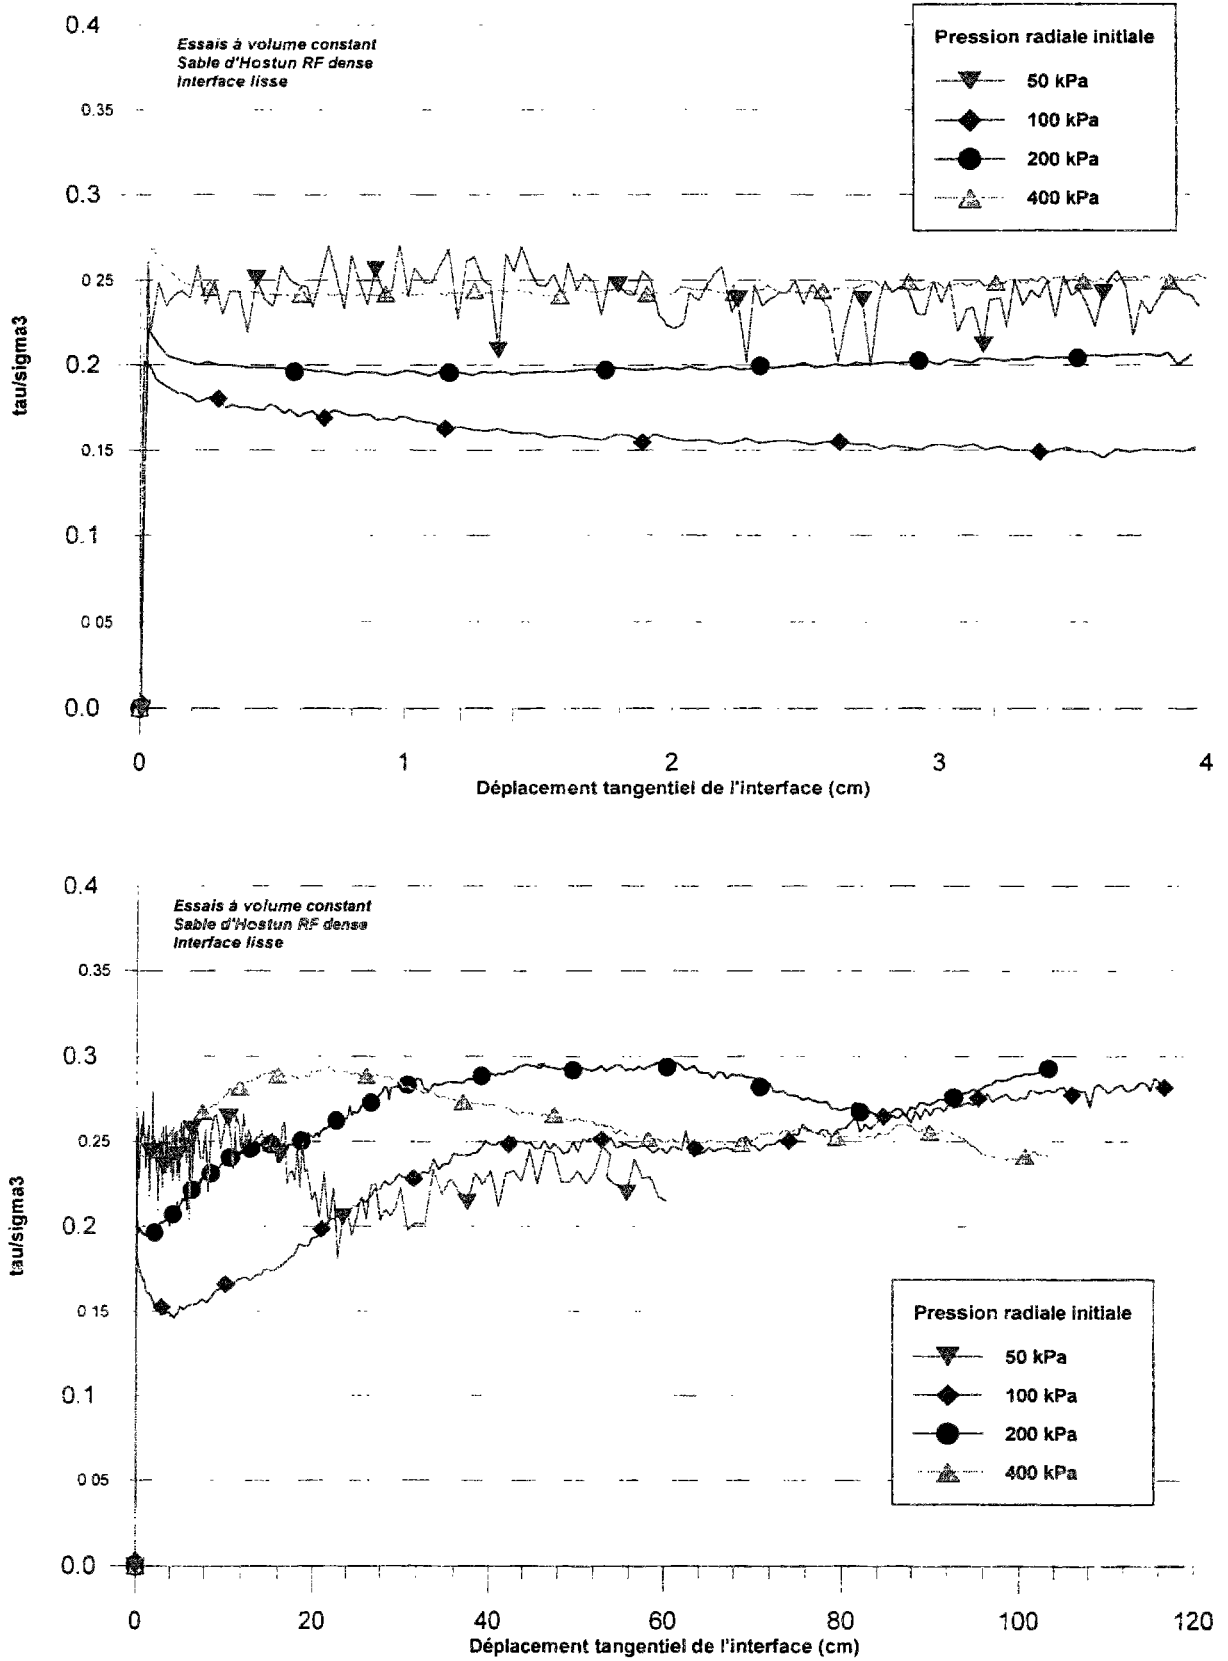 0.4
Essais à volume constant
Sable d'Hostun RF dense
Interface lisse
0.35
0.3
0.25
0.2
0.15
0.1
0.05
0.0
tau/sigma3
0 1 2 3 4
Déplacement tangentiel de l'interface (cm)
Pression radiale initiale
50 kPa
100 kPa
200 kPa
400 kPa
0.4
Essais à volume constant
Sable d'Hostun RF dense
Interface lisse
0.35
0.3
0.25
0.2
0.15
0.1
0.05
0.0
tau/sigma3
0 20 40 60 80 100 120
Déplacement tangentiel de l'interface (cm)
Pression radiale initiale
50 kPa
100 kPa
200 kPa
400 kPa